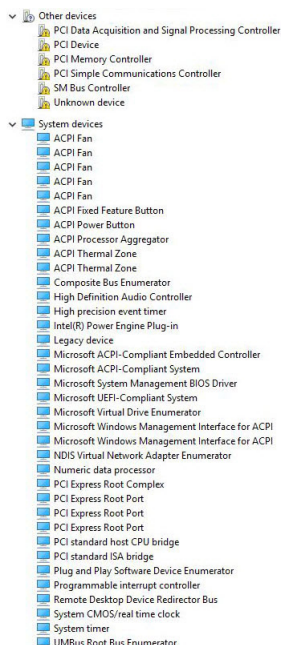 Other devices
PCI Data Acquisition and Signal Processing Controller
PCI Device
PCI Memory Controller
PCI Simple Communications Controller
SM Bus Controller
Unknown device
System devices
ACPI Fan
ACPI Fan
ACPI Fan
ACPI Fan
ACPI Fan
ACPI Fixed Feature Button
ACPI Power Button
ACPI Processor Aggregator
ACPI Thermal Zone
ACPI Thermal Zone
Composite Bus Enumerator
High Definition Audio Controller
High precision event timer
Intel(R) Power Engine Plug-in
Legacy device
Microsoft ACPI-Compliant Embedded Controller
Microsoft ACPI-Compliant System
Microsoft System Management BIOS Driver
Microsoft UEFI-Compliant System
Microsoft Virtual Drive Enumerator
Microsoft Windows Management Interface for ACPI
Microsoft Windows Management Interface for ACPI
NDIS Virtual Network Adapter Enumerator
Numeric data processor
PCI Express Root Complex
PCI Express Root Port
PCI Express Root Port
PCI Express Root Port
PCI standard host CPU bridge
PCI standard ISA bridge
Plug and Play Software Device Enumerator
Programmable interrupt controller
Remote Desktop Device Redirector Bus
System CMOS/real time clock
System timer
UMBus Root Bus Enumerator